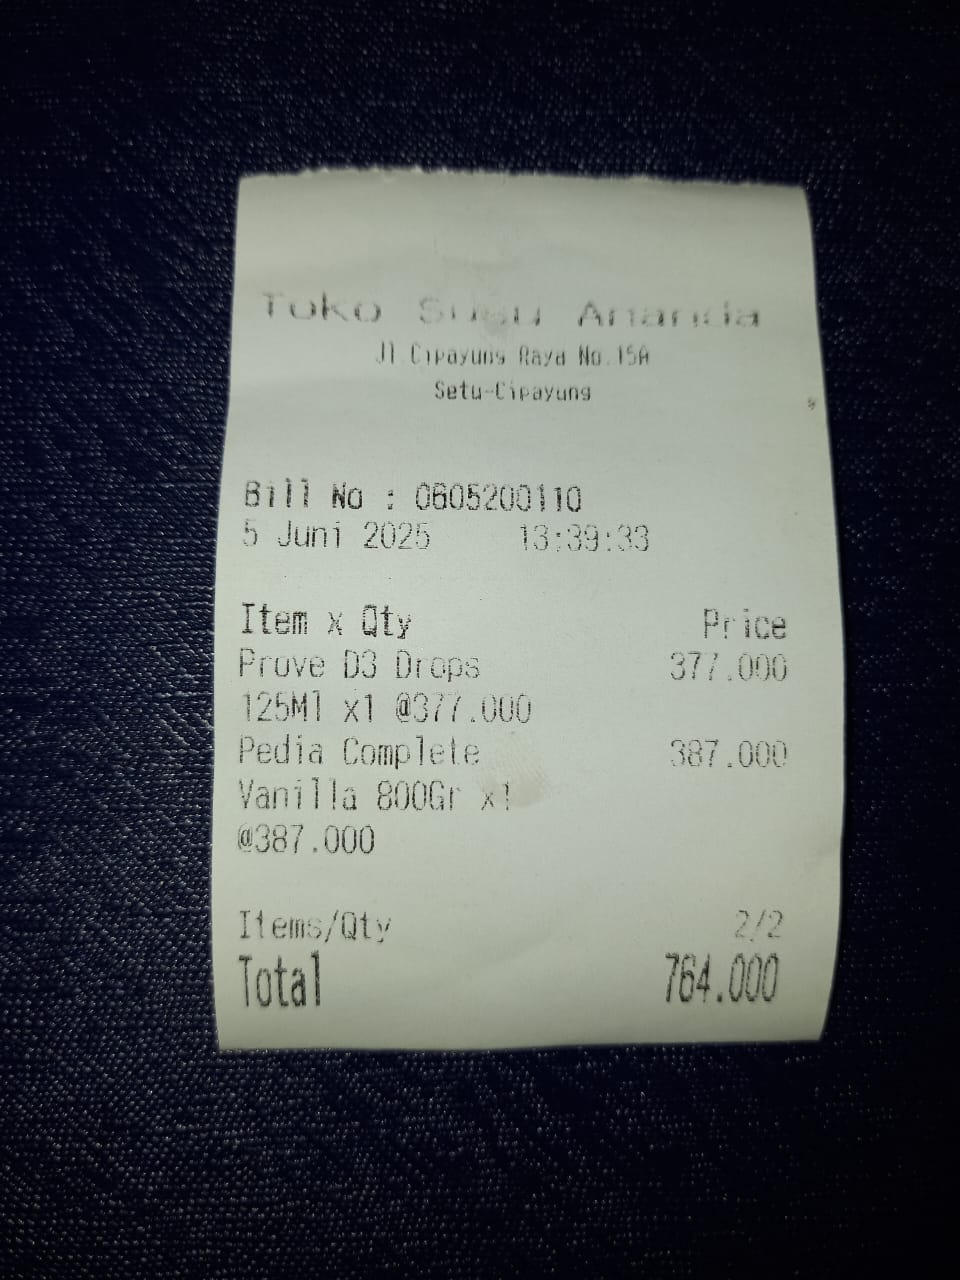 Toko Susu Ananda
Jl Cipayung Raya No.15A
Setu-Cipayung
Bill No : 0605200110
5 Juni 2025 13:39:33
Item x Qty Price
Prove D3 Drops 377.000
125Ml x1 @377.000
Pedia Complete 387.000
Vanilla 800Gr x1
@387.000
Items/Qty 2/2
Total 764.000